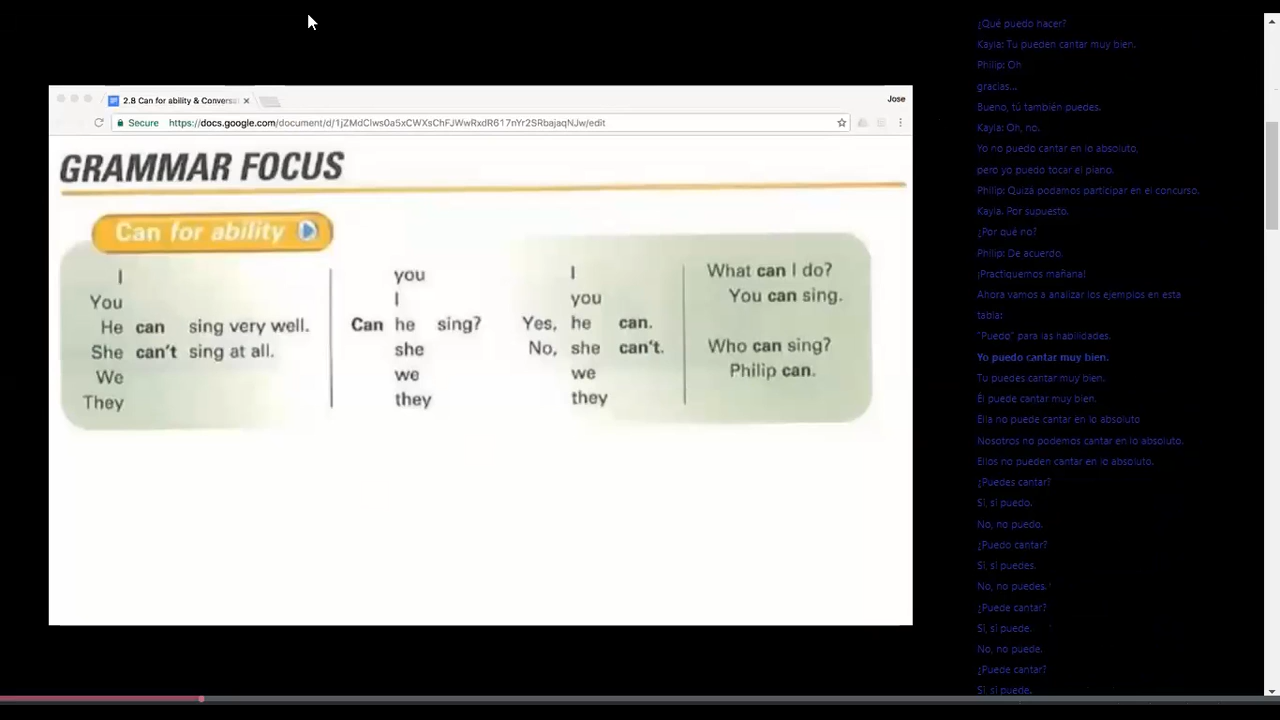 2.8 Can for ability & Conversat
Jose
Secure https://docs.google.com/document/d/1jZMdClws0a5xCWXsChFJWwRxdR617nYr2SRbajaqNJw/edit
GRAMMAR FOCUS
Can for ability
I
You
He can sing very well.
She can't sing at all.
We
They
you
I
Can he sing?
she
we
they
I
you
Yes, he can.
No, she can't.
we
they
What can I do?
You can sing.
Who can sing?
Philip can.
¿Qué puedo hacer?
Kayla: Tu pueden cantar muy bien.
Philip: Oh
gracias...
Bueno, tú también puedes.
Kayla: Oh, no.
Yo no puedo cantar en lo absoluto,
pero yo puedo tocar el piano.
Philip: Quizá podamos participar en el concurso.
Kayla. Por supuesto.
¿Por qué no?
Philip: De acuerdo.
¡Practiquemos mañana!
Ahora vamos a analizar los ejemplos en esta
tabla:
"Puedo" para las habilidades.
Yo puedo cantar muy bien.
Tu puedes cantar muy bien.
Él puede cantar muy bien.
Ella no puede cantar en lo absoluto
Nosotros no podemos cantar en lo absoluto.
Ellos no pueden cantar en lo absoluto.
¿Puedes cantar?
Sí, si puedo.
No, no puedo.
¿Puedo cantar?
Sí, si puedes.
No, no puedes.
¿Puede cantar?
Sí, si puede.
No, no puede.
¿Puede cantar?
Sí, si puede.